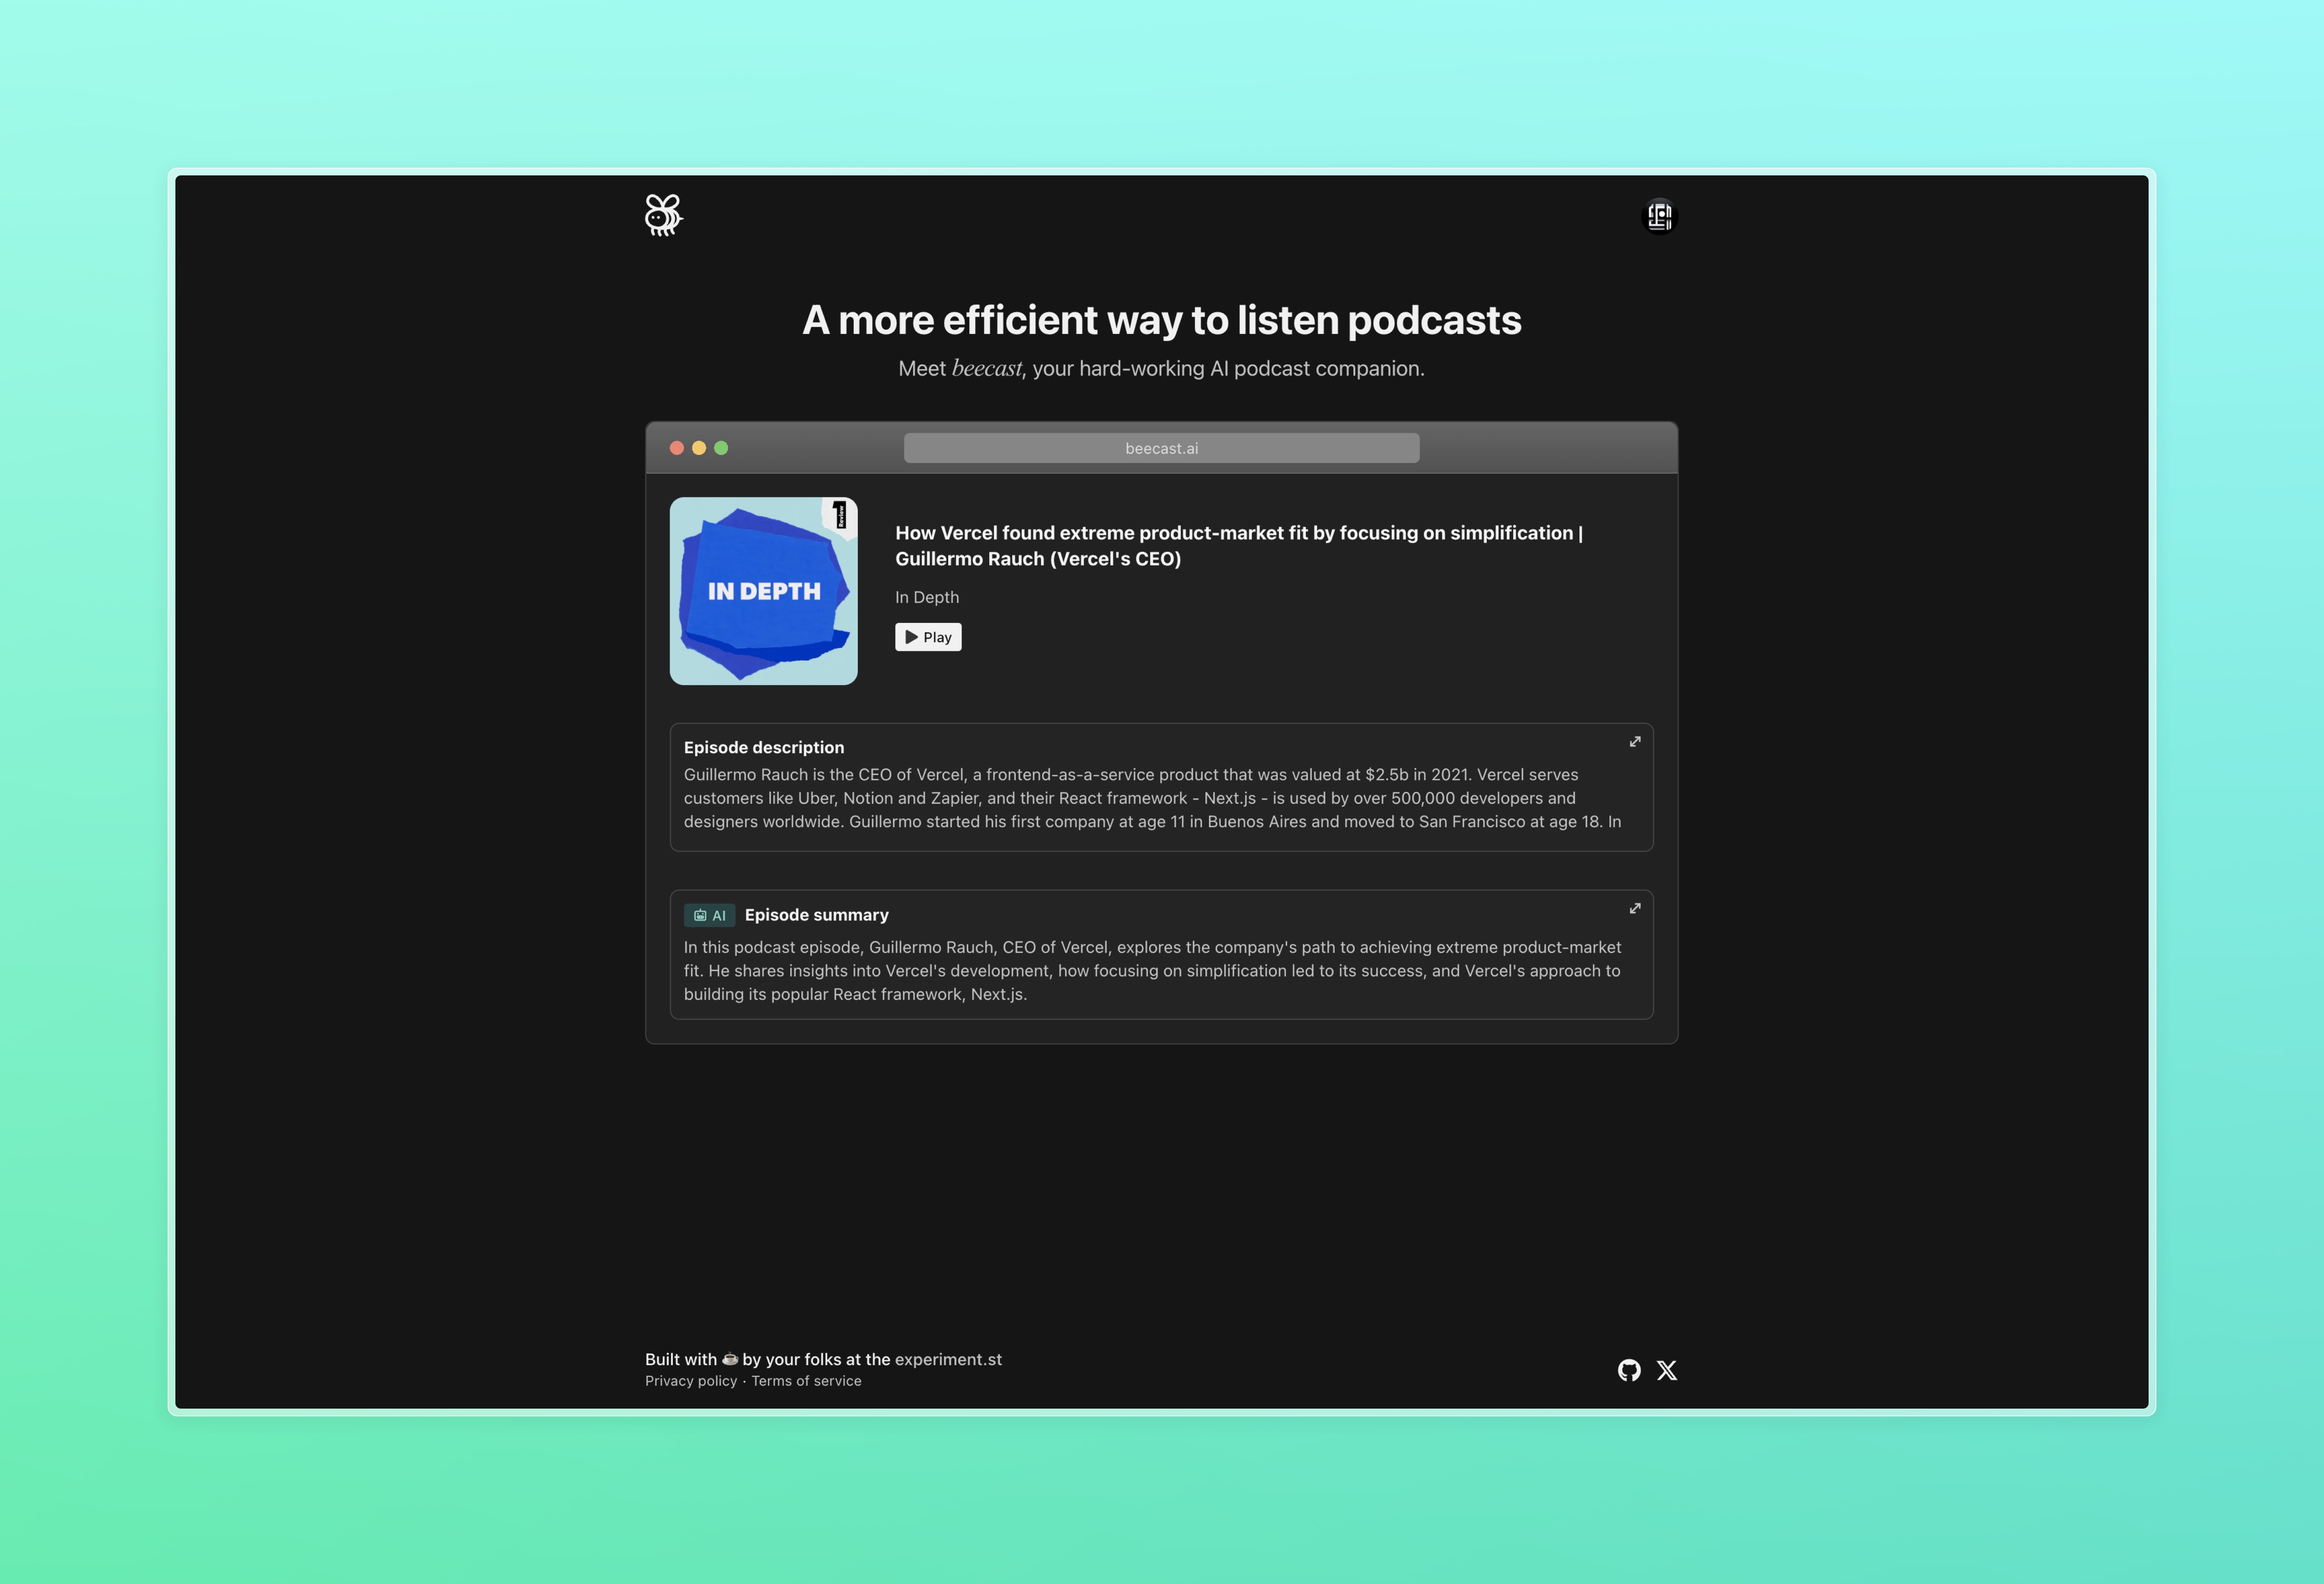 A more efficient way to listen podcasts
Meet beecast, your hard-working AI podcast companion.
beecast.ai
Review
IN DEPTH
How Vercel found extreme product-market fit by focusing on simplification |
Guillermo Rauch (Vercel's CEO)
In Depth
Play
Episode description
Guillermo Rauch is the CEO of Vercel, a frontend-as-a-service product that was valued at $2.5b in 2021. Vercel serves
customers like Uber, Notion and Zapier, and their React framework - Next.js - is used by over 500,000 developers and
designers worldwide. Guillermo started his first company at age 11 in Buenos Aires and moved to San Francisco at age 18. In
AI Episode summary
In this podcast episode, Guillermo Rauch, CEO of Vercel, explores the company's path to achieving extreme product-market
fit. He shares insights into Vercel's development, how focusing on simplification led to its success, and Vercel's approach to
building its popular React framework, Next.js.
Built with ☕ by your folks at the experiment.st
Privacy policy · Terms of service